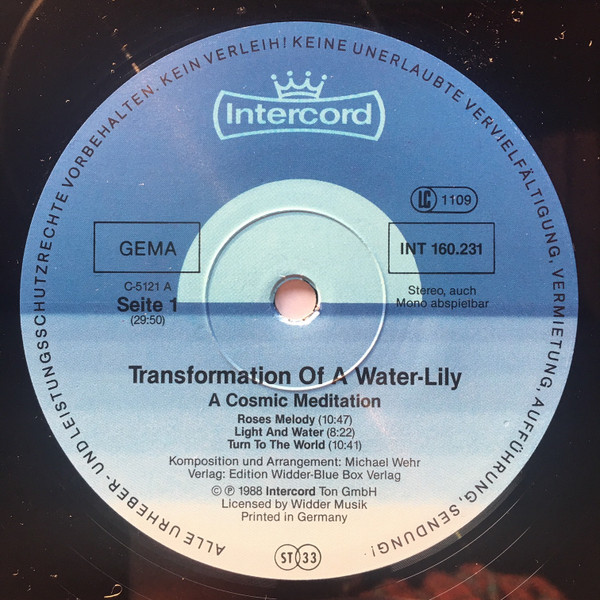 ALLE URHEBER- UND LEISTUNGSSCHUTZRECHTE VORBEHALTEN. KEIN VERLEIH! KEINE UNERLAUBTE VERVIELFÄLTIGUNG, VERMIETUNG, AUFFÜHRUNG, SENDUNG!
Intercord
LC 1109
GEMA
INT 160.231
C-5121 A
Seite 1
(29:50)
Stereo, auch
Mono abspielbar
Transformation Of A Water-Lily
A Cosmic Meditation
Roses Melody (10:47)
Light And Water (8:22)
Turn To The World (10:41)
Komposition und Arrangement: Michael Wehr
Verlag: Edition Widder-Blue Box Verlag
© ℗ 1988 Intercord Ton GmbH
Licensed by Widder Musik
Printed in Germany
ST 33